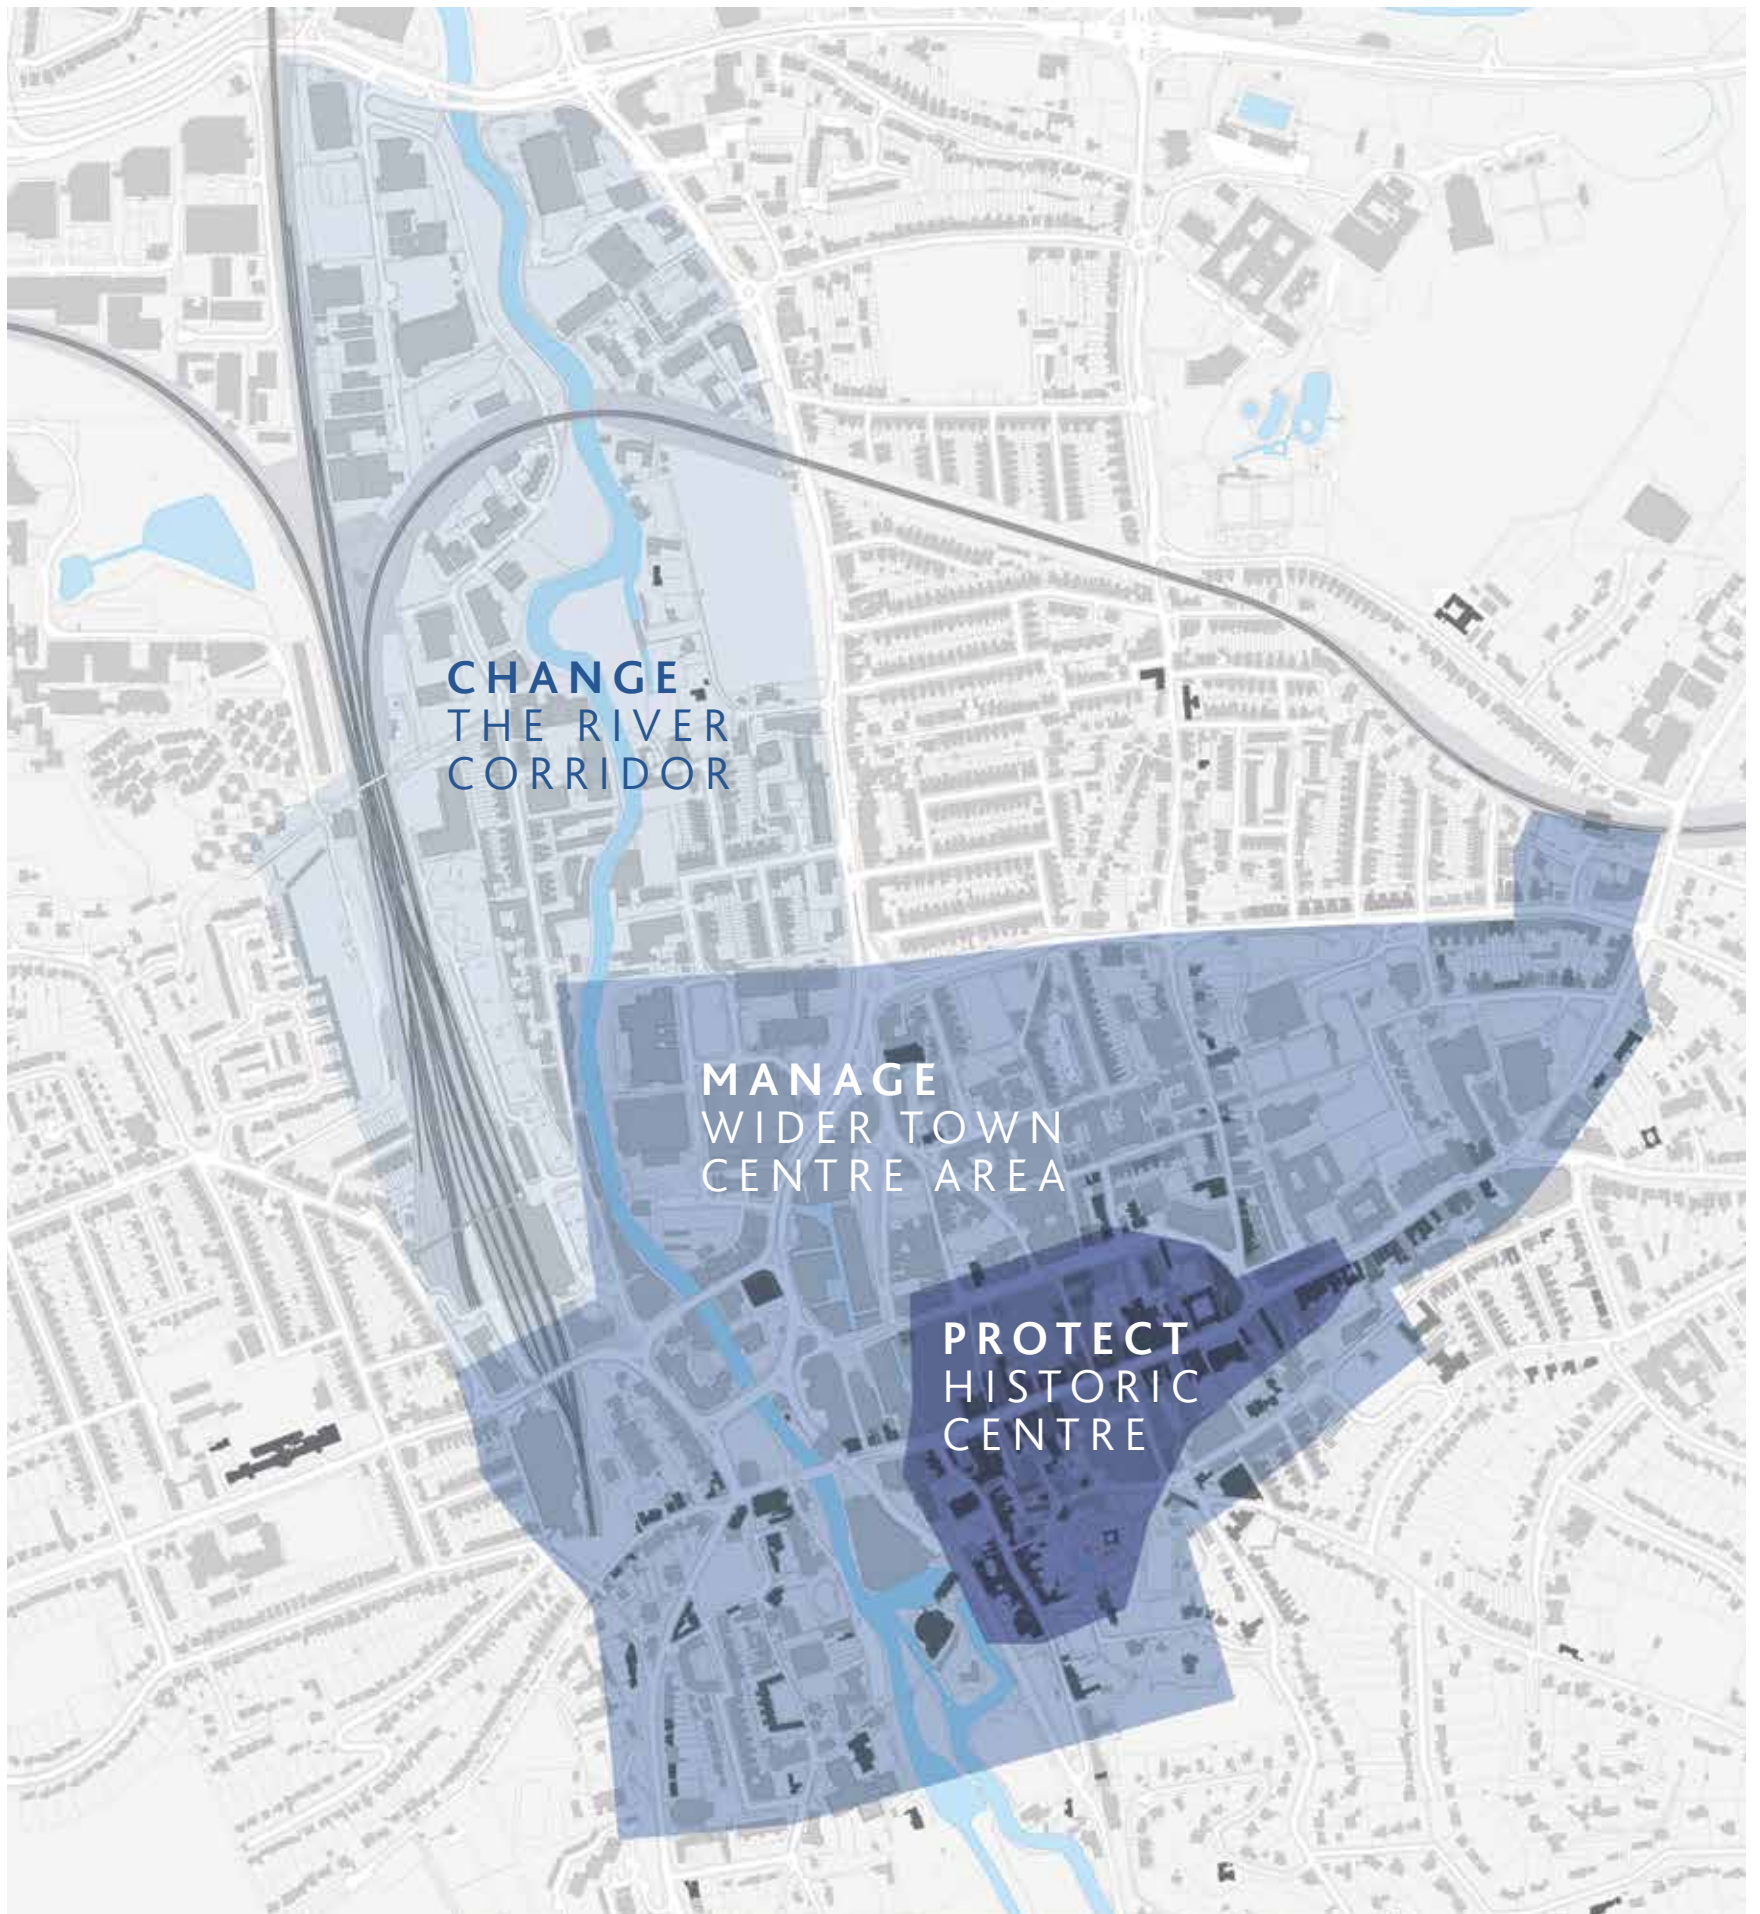 CHANGE
THE RIVER
CORRIDOR
MANAGE
WIDER TOWN
CENTRE AREA
PROTECT
HISTORIC
CENTRE